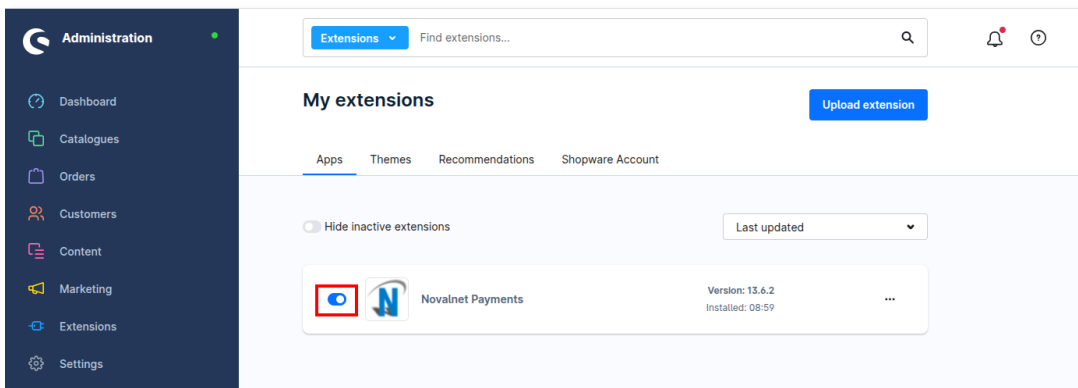 Administration
Dashboard
Catalogues
Orders
Customers
Content
Marketing
Extensions
Settings
Extensions Find extensions...
My extensions
Upload extension
Apps Themes Recommendations Shopware Account
Hide inactive extensions
Last updated
N
Novalnet Payments
Version: 13.6.2
Installed: 08:59